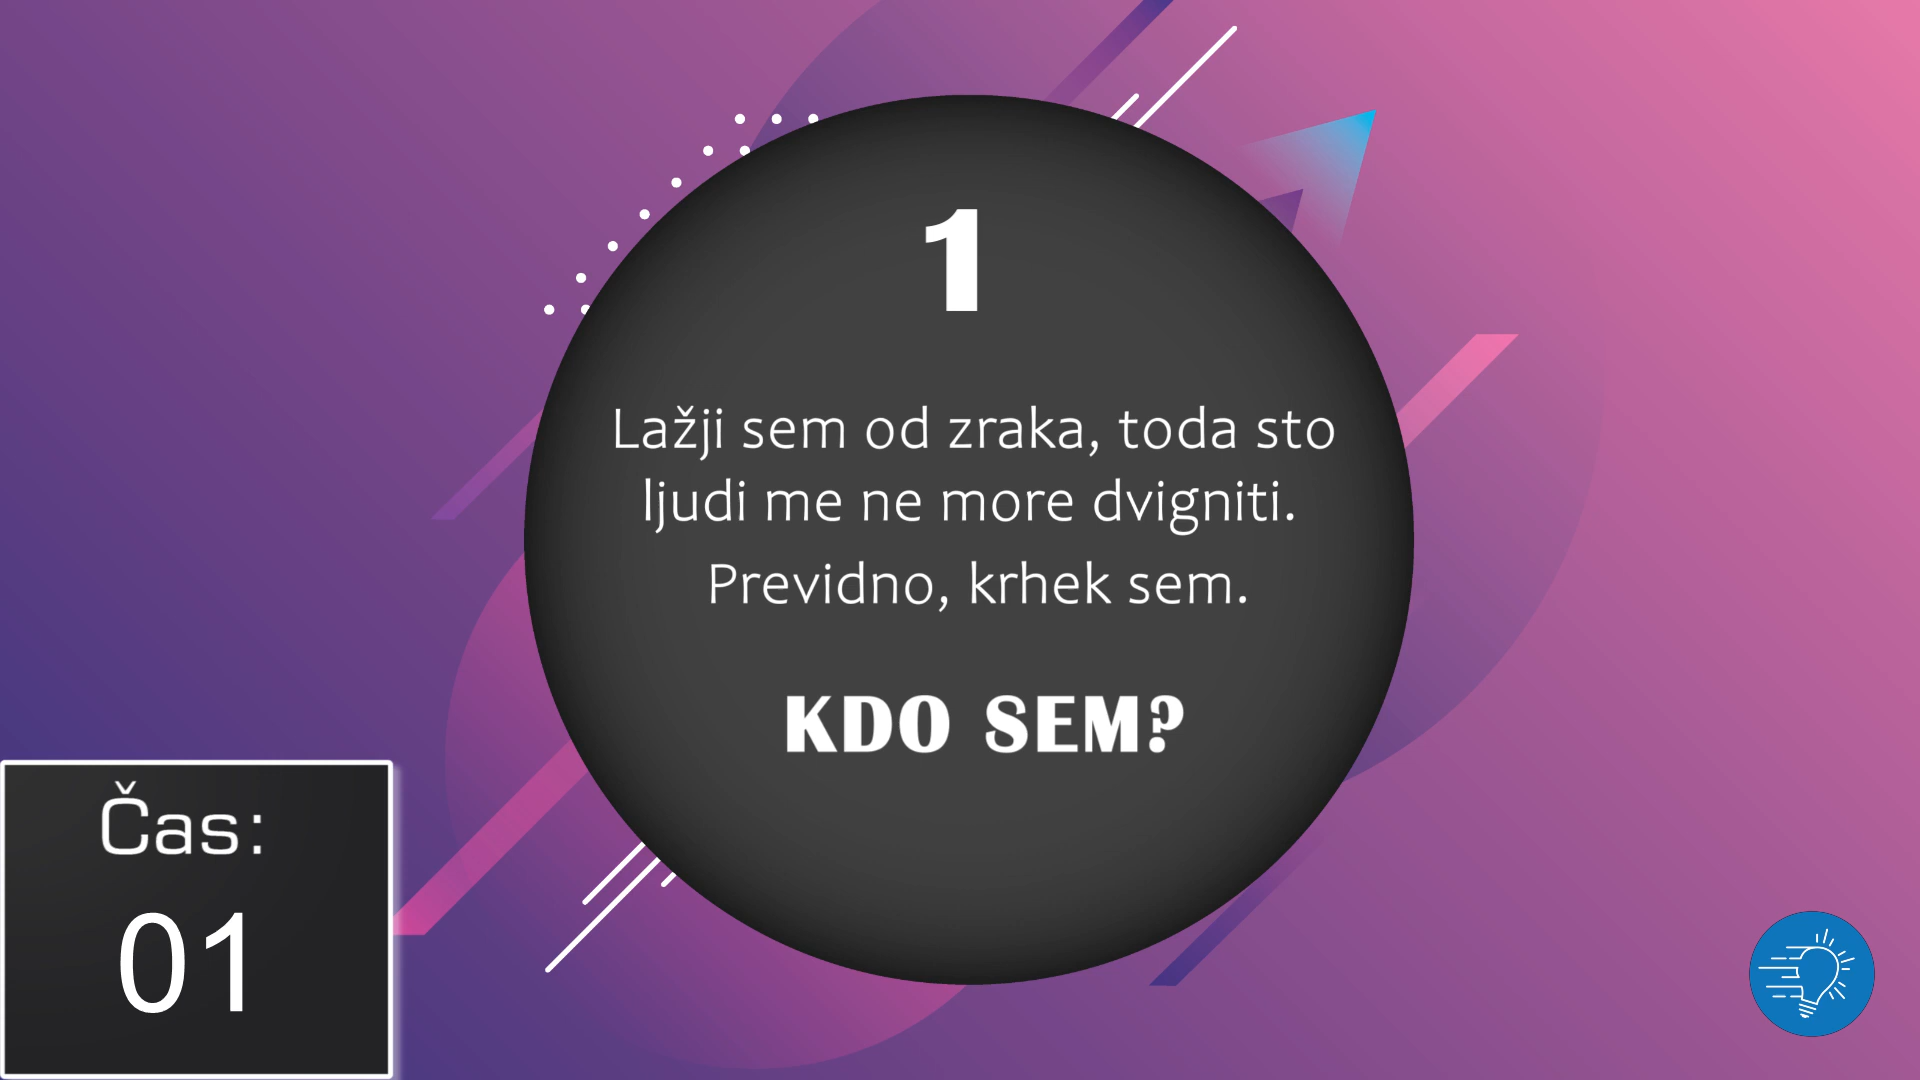 1
Lažji sem od zraka, toda sto
ljudi me ne more dvigniti.
Previdno, krhek sem.
KDO SEM?
Čas:
01